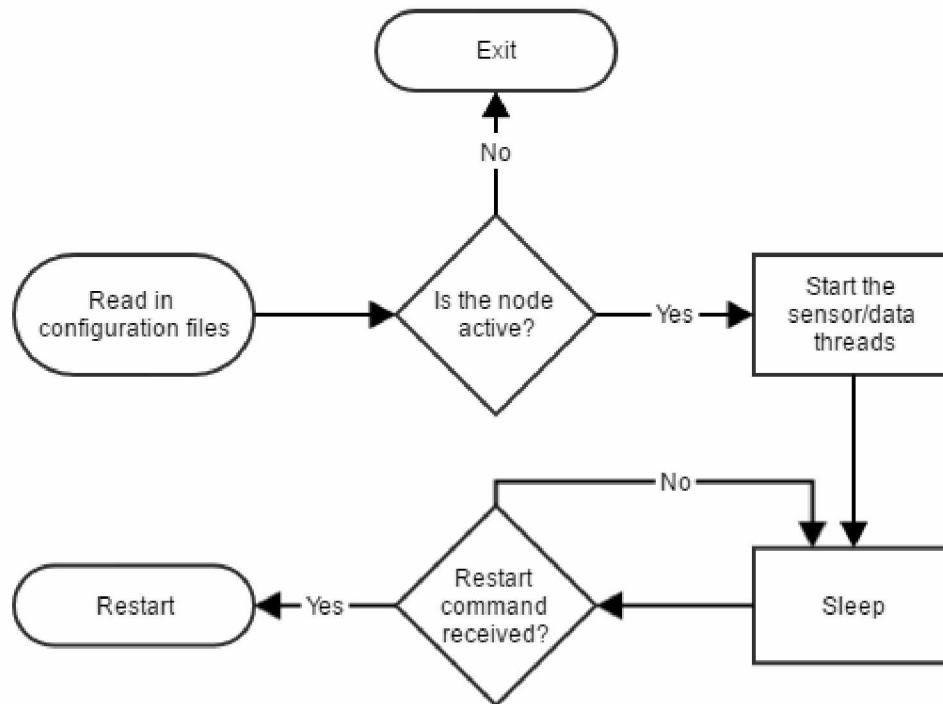 Exit
No
Read in
configuration files
Is the node
active?
Yes
Start the
sensor/data
threads
No
Restart
Yes
Restart
command
received?
Sleep